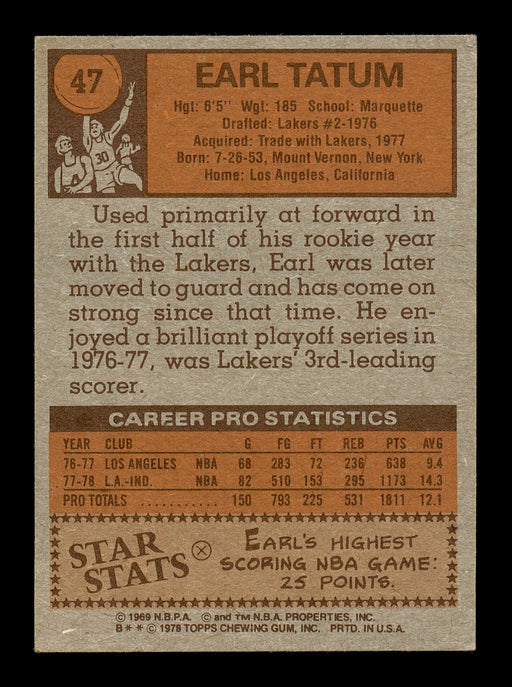 47
EARL TATUM
Hgt: 6'5" Wgt: 185 School: Marquette
Drafted: Lakers #2-1976
Acquired: Trade with Lakers, 1977
Born: 7-26-53, Mount Vernon, New York
Home: Los Angeles, California
4
30
Used primarily at forward in
the first half of his rookie year
with the Lakers, Earl was later
moved to guard and has come on
strong since that time. He en-
joyed a brilliant playoff series in
1976-77, was Lakers' 3rd-leading
scorer.
CAREER PRO STATISTICS
YEAR CLUB G FG FT REB PTS AVG
76-77 LOS ANGELES NBA 68 283 72 236 638 9.4
77-78 L.A.-IND. NBA 82 510 153 295 1173 14.3
PRO TOTALS 150 793 225 531 1811 12.1
STAR STATS
EARL'S HIGHEST
SCORING NBA GAME:
25 POINTS.
© 1969 N.B.P.A. © and TM N.B.A. PROPERTIES, INC.
B** © 1978 TOPPS CHEWING GUM, INC. PRTD. IN U.S.A.